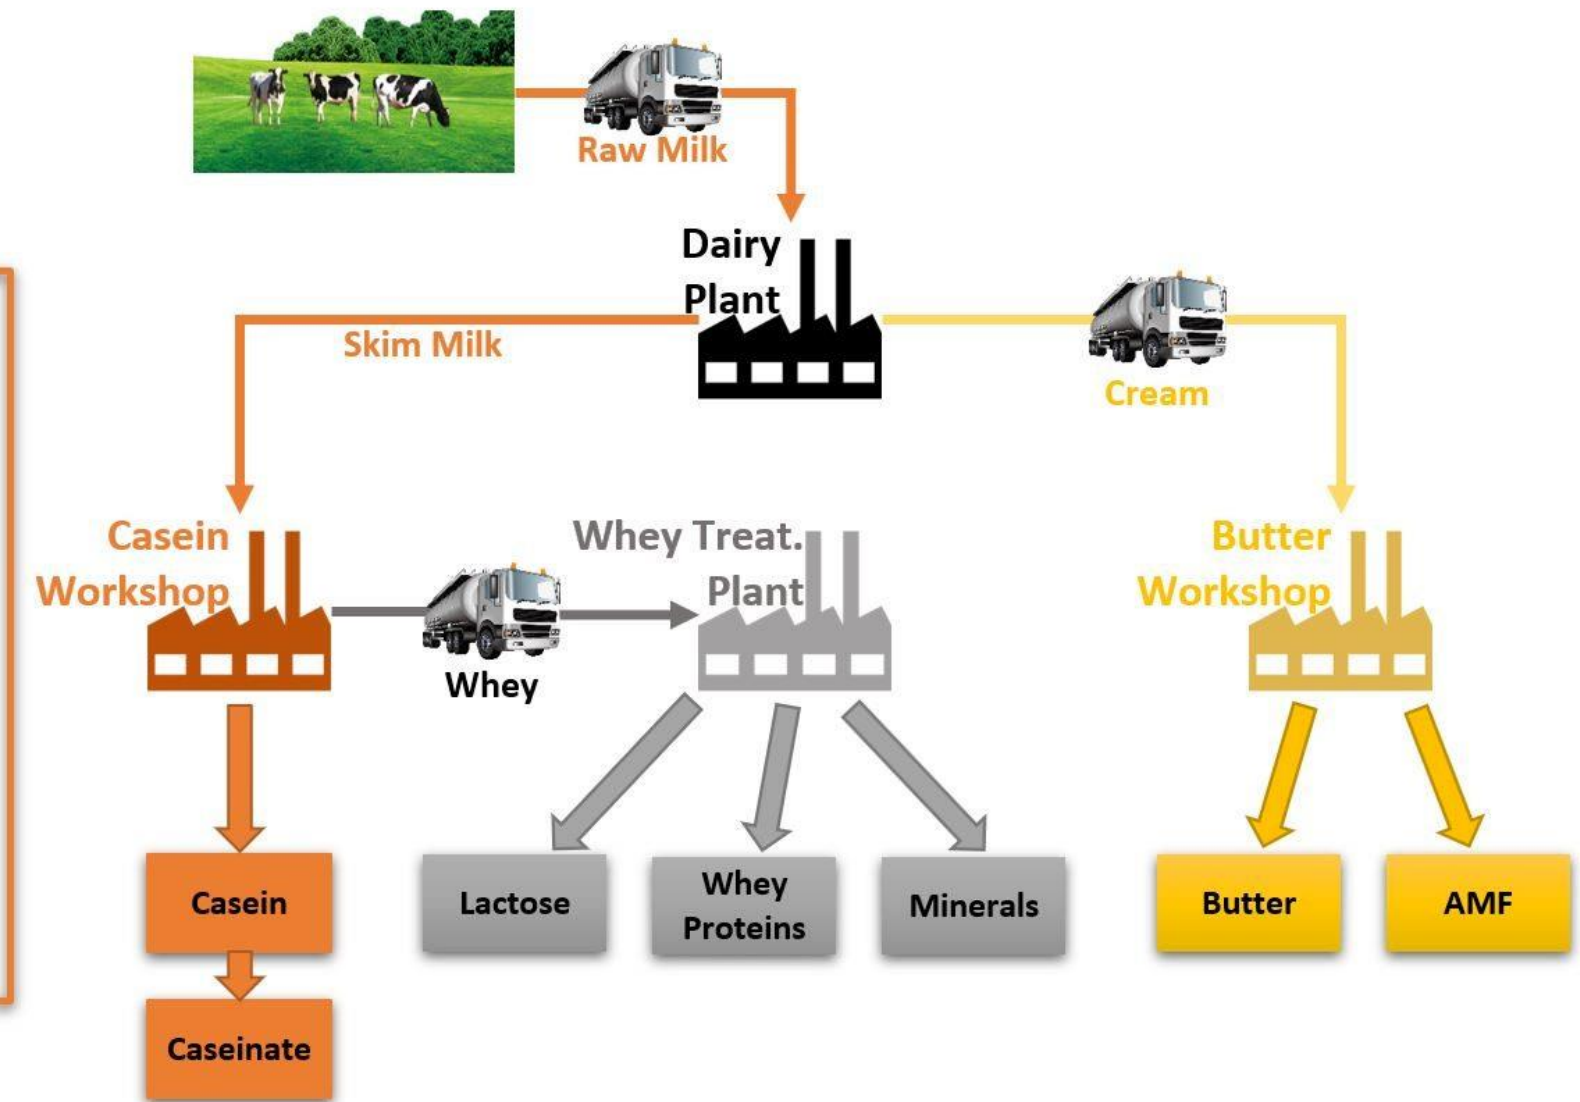 Raw Milk
Dairy
Plant
Skim Milk
Cream
Casein
Workshop
Whey Treat.
Plant
Butter
Workshop
Whey
Casein
Lactose
Whey
Proteins
Minerals
Butter
AMF
Caseinate